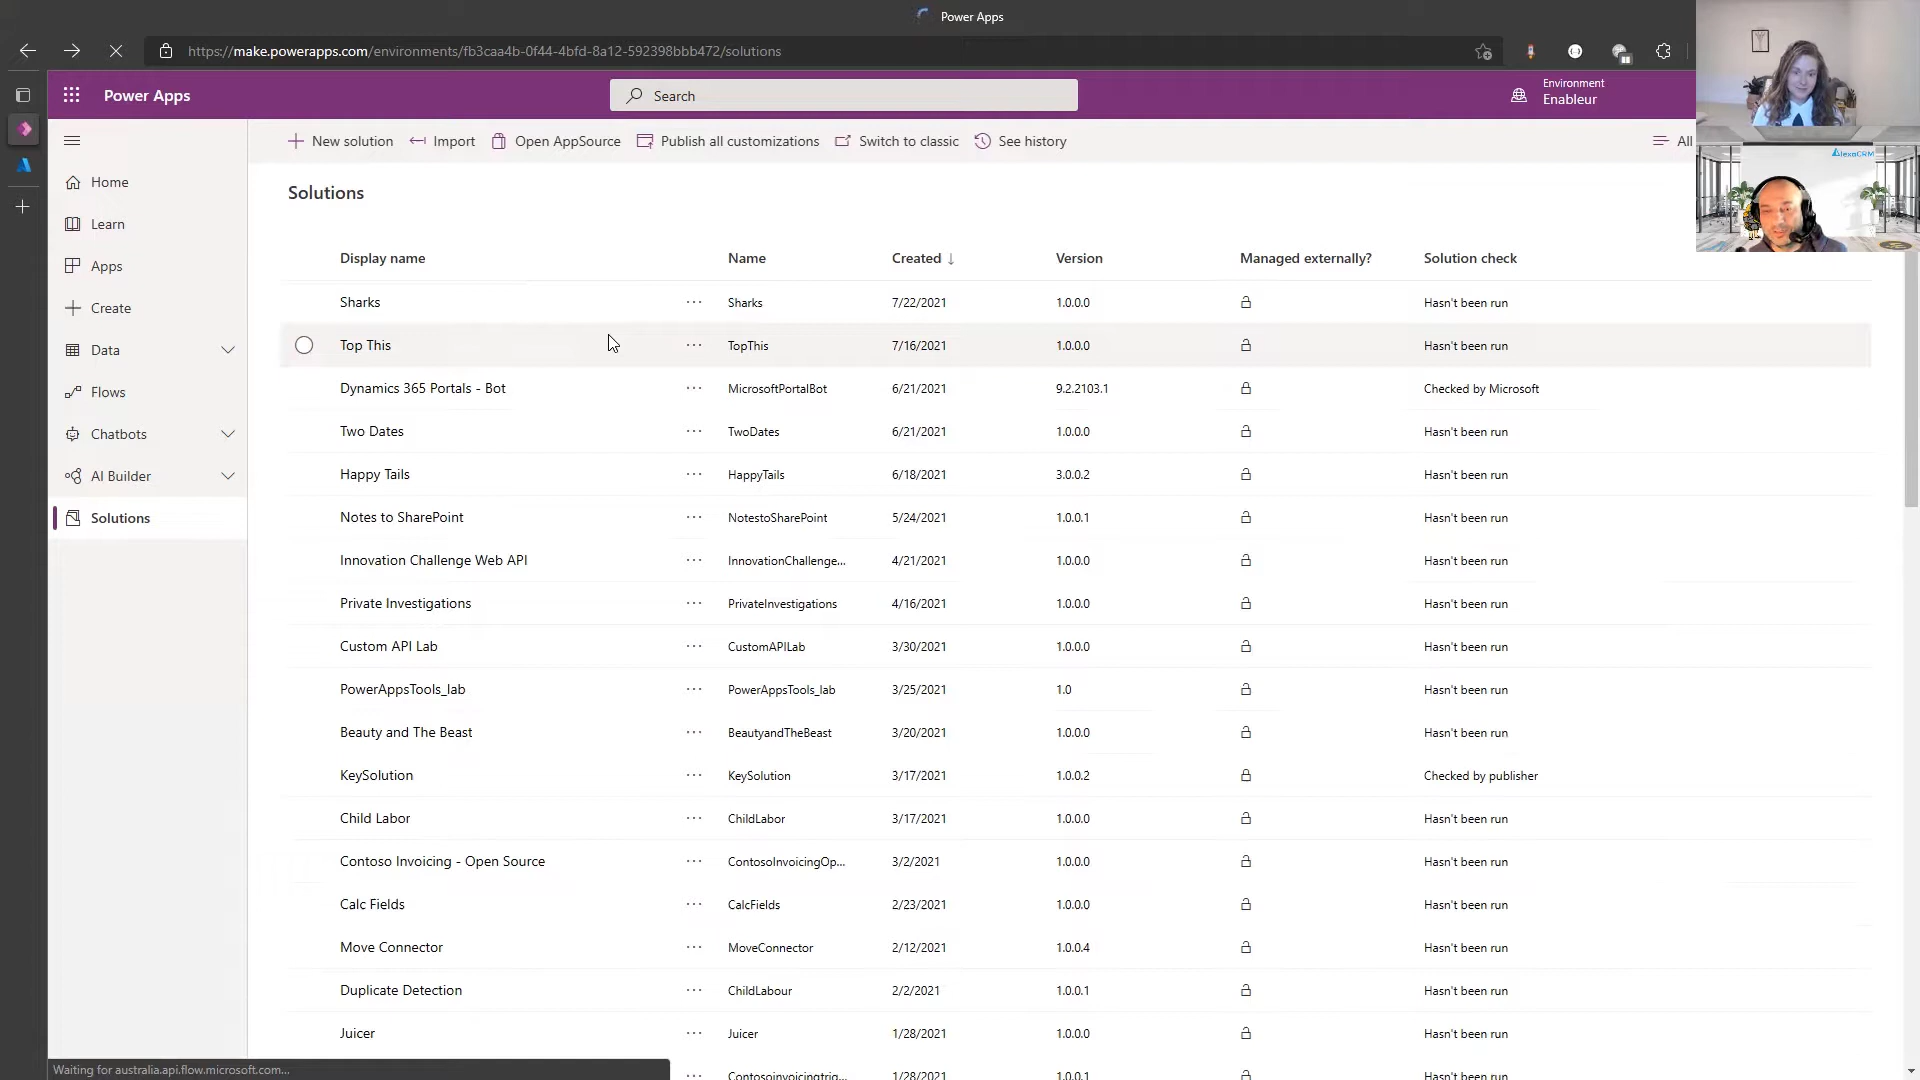 Power Apps
https://make.powerapps.com/environments/fb3caa4b-0f44-4bfd-8a12-592398bbb472/solutions
Power Apps
Search
Environment
Enableur
AlexaCRM
New solution
Import
Open AppSource
Publish all customizations
Switch to classic
See history
All
Home
Learn
Apps
Create
Data
Flows
Chatbots
AI Builder
Solutions
Solutions
Display name Name Created ↓ Version Managed externally? Solution check
Sharks ... Sharks 7/22/2021 1.0.0.0 Hasn't been run
Top This ... TopThis 7/16/2021 1.0.0.0 Hasn't been run
Dynamics 365 Portals - Bot ... MicrosoftPortalBot 6/21/2021 9.2.2103.1 Checked by Microsoft
Two Dates ... TwoDates 6/21/2021 1.0.0.0 Hasn't been run
Happy Tails ... HappyTails 6/18/2021 3.0.0.2 Hasn't been run
Notes to SharePoint ... NotestoSharePoint 5/24/2021 1.0.0.1 Hasn't been run
Innovation Challenge Web API ... InnovationChallenge... 4/21/2021 1.0.0.0 Hasn't been run
Private Investigations ... PrivateInvestigations 4/16/2021 1.0.0.0 Hasn't been run
Custom API Lab ... CustomAPILab 3/30/2021 1.0.0.0 Hasn't been run
PowerAppsTools_lab ... PowerAppsTools_lab 3/25/2021 1.0 Hasn't been run
Beauty and The Beast ... BeautyandTheBeast 3/20/2021 1.0.0.0 Hasn't been run
KeySolution ... KeySolution 3/17/2021 1.0.0.2 Checked by publisher
Child Labor ... ChildLabor 3/17/2021 1.0.0.0 Hasn't been run
Contoso Invoicing - Open Source ... ContosoInvoicingOp... 3/2/2021 1.0.0.0 Hasn't been run
Calc Fields ... CalcFields 2/23/2021 1.0.0.0 Hasn't been run
Move Connector ... MoveConnector 2/12/2021 1.0.0.4 Hasn't been run
Duplicate Detection ... ChildLabour 2/2/2021 1.0.0.1 Hasn't been run
Juicer ... Juicer 1/28/2021 1.0.0.0 Hasn't been run
... Contosoinvoicingtrig... 1/28/2021 1.0.0.1 Hasn't been run
Waiting for australia.api.flow.microsoft.com...